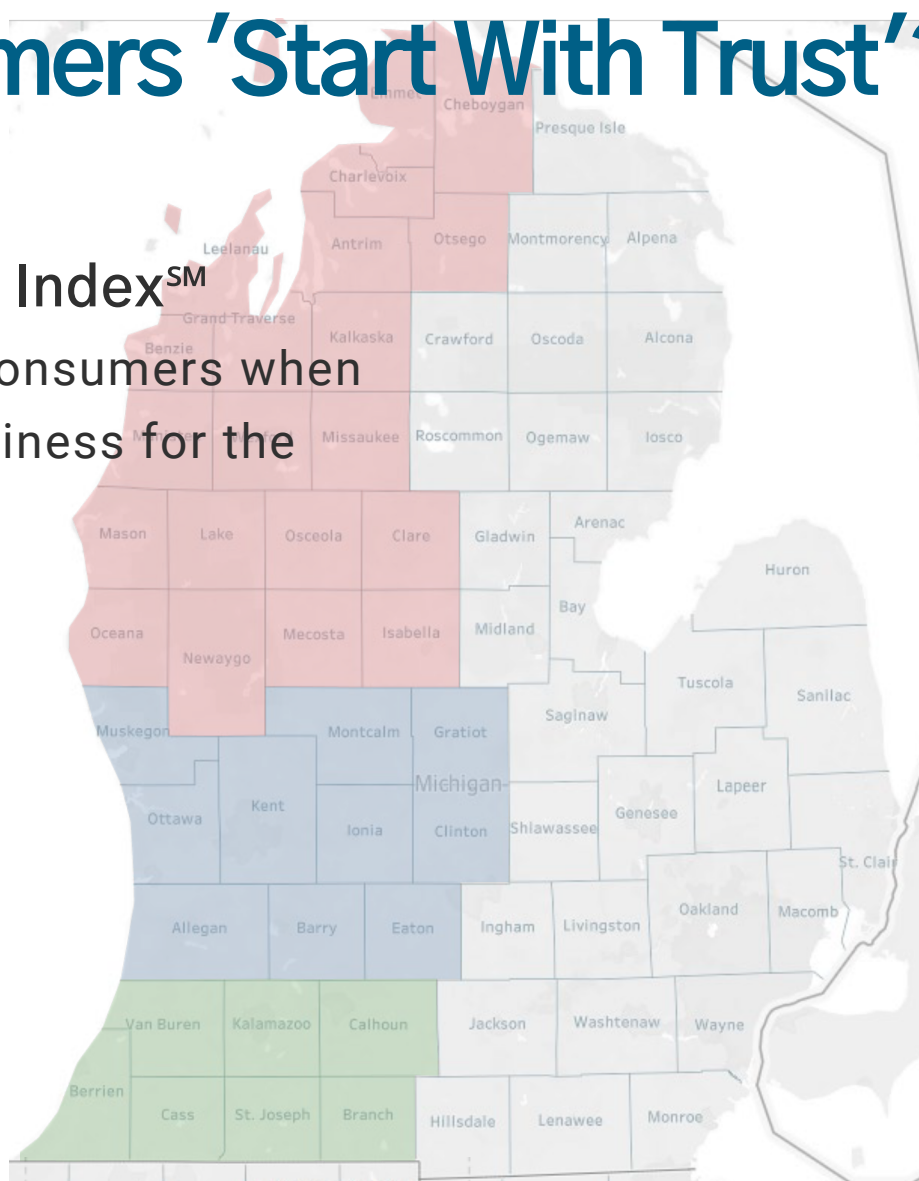 mers 'Start With Trust'
Emmet
Cheboygan
Presque Isle
Charlevoix
Leelanau
Antrim
Otsego
Montmorency
Alpena
Index℠
Grand Traverse
Benzie
Kalkaska
Crawford
Oscoda
Alcona
onsumers when
Missaukee
Roscommon
Ogemaw
Iosco
iness for the
Mason
Lake
Osceola
Clare
Gladwin
Arenac
Huron
Bay
Oceana
Newaygo
Mecosta
Isabella
Midland
Tuscola
Sanilac
Saginaw
Muskegon
Montcalm
Gratiot
Michigan
Lapeer
Ottawa
Kent
Ionia
Clinton
Shiawassee
Genesee
St. Clair
Allegan
Barry
Eaton
Ingham
Livingston
Oakland
Macomb
Van Buren
Kalamazoo
Calhoun
Jackson
Washtenaw
Wayne
Berrien
Cass
St. Joseph
Branch
Hillsdale
Lenawee
Monroe